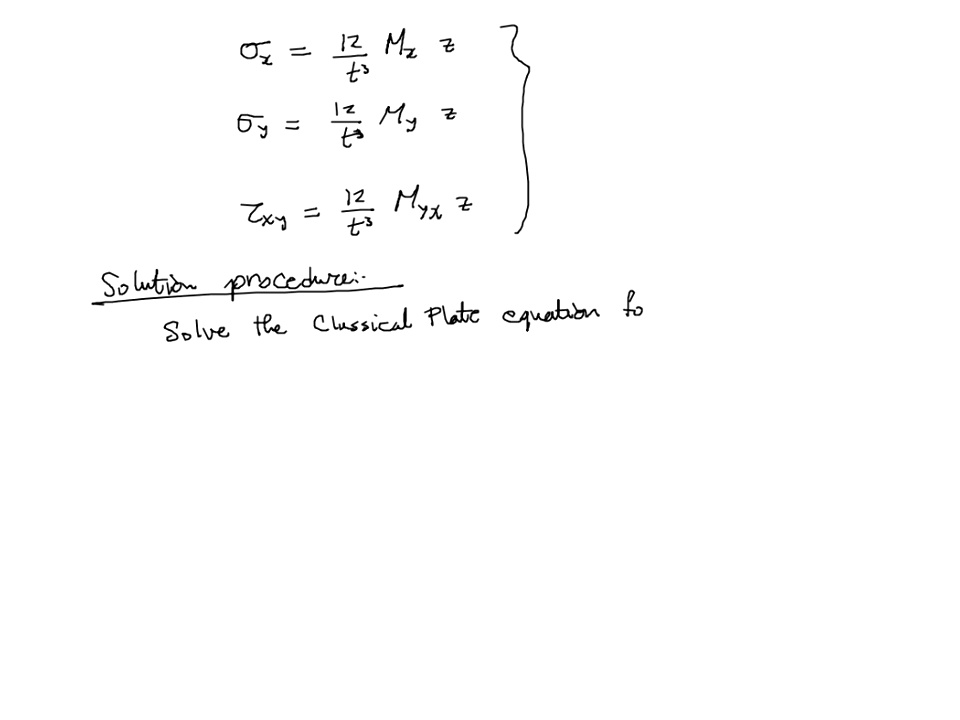 σx = 12/t³ Mx z
σy = 12/t³ My z
τxy = 12/t³ Myx z
Solution procedure:-
Solve the Classical Plate equation fo